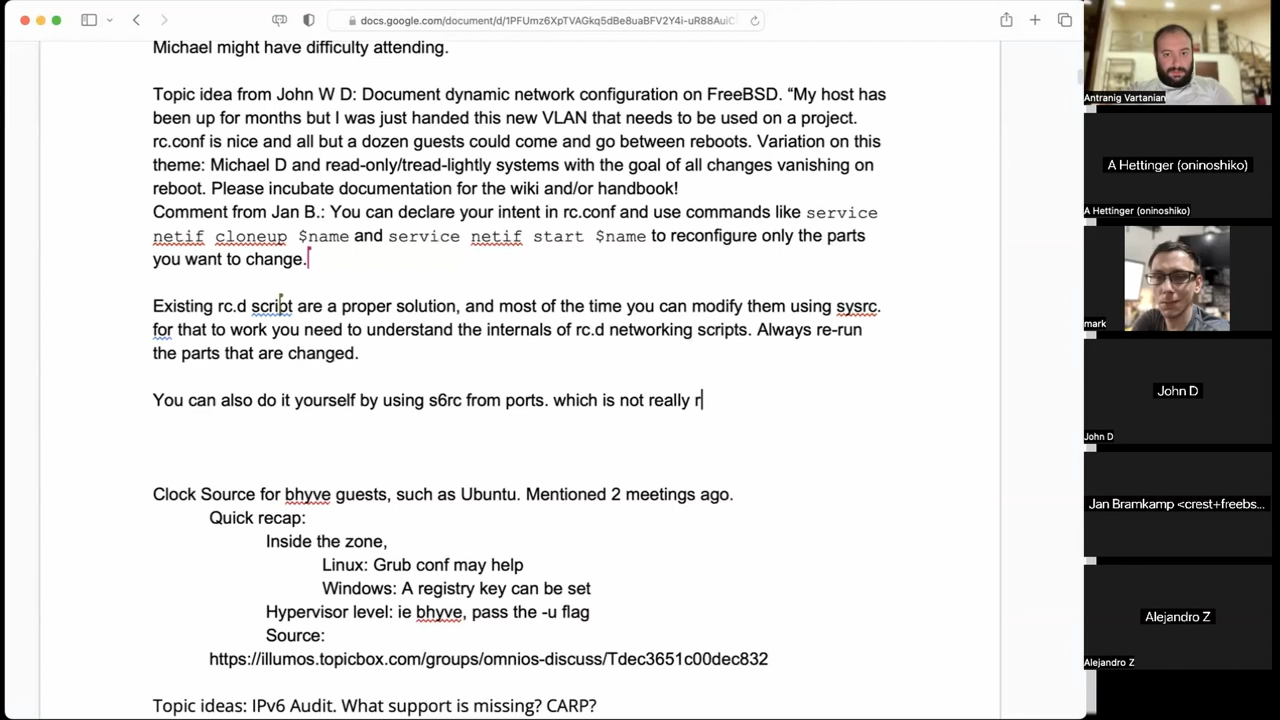 docs.google.com/document/d/1PFUmz6XpTVAGkq5dBe8uaBFV2Y4i-uR88AuiC
Michael might have difficulty attending.
Topic idea from John W D: Document dynamic network configuration on FreeBSD. “My host has
been up for months but I was just handed this new VLAN that needs to be used on a project.
rc.conf is nice and all but a dozen guests could come and go between reboots. Variation on this
theme: Michael D and read-only/tread-lightly systems with the goal of all changes vanishing on
reboot. Please incubate documentation for the wiki and/or handbook!
Comment from Jan B.: You can declare your intent in rc.conf and use commands like service
netif cloneup $name and service netif start $name to reconfigure only the parts
you want to change.
Existing rc.d script are a proper solution, and most of the time you can modify them using sysrc.
for that to work you need to understand the internals of rc.d networking scripts. Always re-run
the parts that are changed.
You can also do it yourself by using s6rc from ports. which is not really r
Clock Source for bhyve guests, such as Ubuntu. Mentioned 2 meetings ago.
Quick recap:
Inside the zone,
Linux: Grub conf may help
Windows: A registry key can be set
Hypervisor level: ie bhyve, pass the -u flag
Source:
https://illumos.topicbox.com/groups/omnios-discuss/Tdec3651c00dec832
Topic ideas: IPv6 Audit. What support is missing? CARP?
Antranig Vartanian
A Hettinger (oninoshiko)
A Hettinger (oninoshiko)
mark
John D
John D
Jan Bramkamp <crest+freebs...
Alejandro Z
Alejandro Z